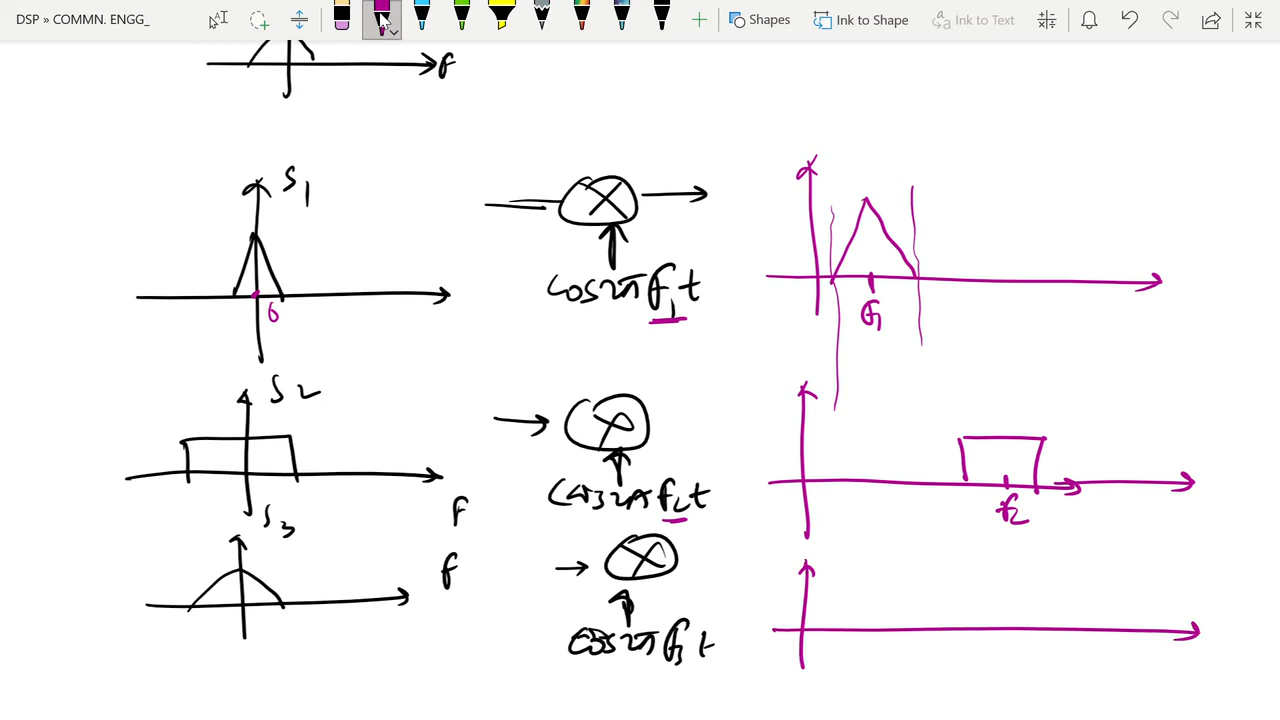 DSP » COMMN. ENGG_
Shapes
Ink to Shape
Ink to Text
F
S1
cos2πf1t
0
f1
S2
cos2πf2t
F
f2
S3
f
cos2πf3t